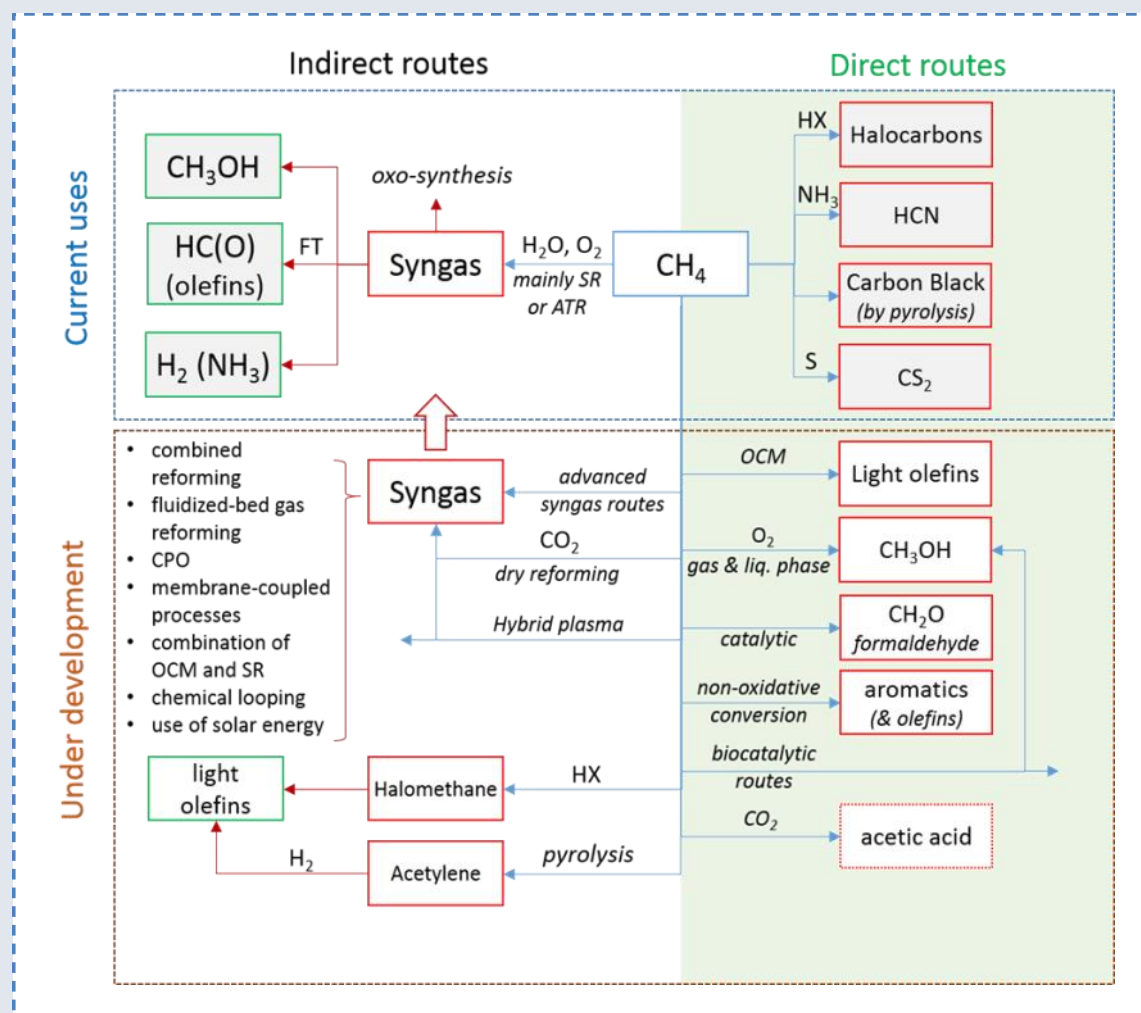 Indirect routes
Direct routes
Current uses
CH₃OH
HC(O)
(olefins)
H₂ (NH₃)
FT
oxo-synthesis
Syngas
H₂O, O₂
mainly SR
or ATR
CH₄
HX
Halocarbons
NH₃
HCN
Carbon Black
(by pyrolysis)
S
CS₂
Under development
• combined
reforming
• fluidized-bed gas
reforming
• CPO
• membrane-coupled
processes
• combination of
OCM and SR
• chemical looping
• use of solar energy
Syngas
advanced
syngas routes
CO₂
dry reforming
Hybrid plasma
light
olefins
Halomethane
HX
H₂
Acetylene
pyrolysis
OCM
Light olefins
O₂
gas & liq. phase
CH₃OH
catalytic
CH₂O
formaldehyde
non-oxidative
conversion
aromatics
(& olefins)
biocatalytic
routes
CO₂
acetic acid